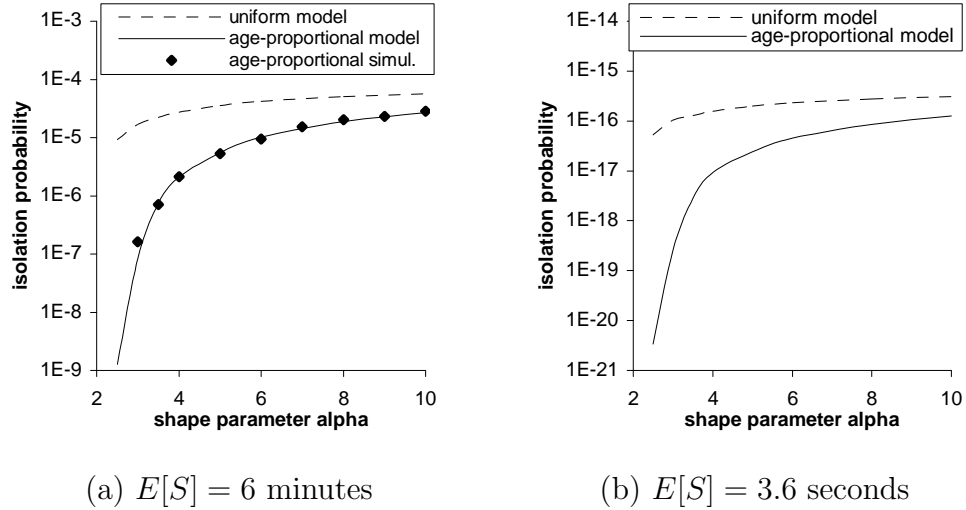 uniform model
age-proportional model
age-proportional simul.
1E-3
1E-4
1E-5
1E-6
1E-7
1E-8
1E-9
isolation probability
2 4 6 8 10
shape parameter alpha
(a) E[S] = 6 minutes
uniform model
age-proportional model
1E-14
1E-15
1E-16
1E-17
1E-18
1E-19
1E-20
1E-21
isolation probability
2 4 6 8 10
shape parameter alpha
(b) E[S] = 3.6 seconds